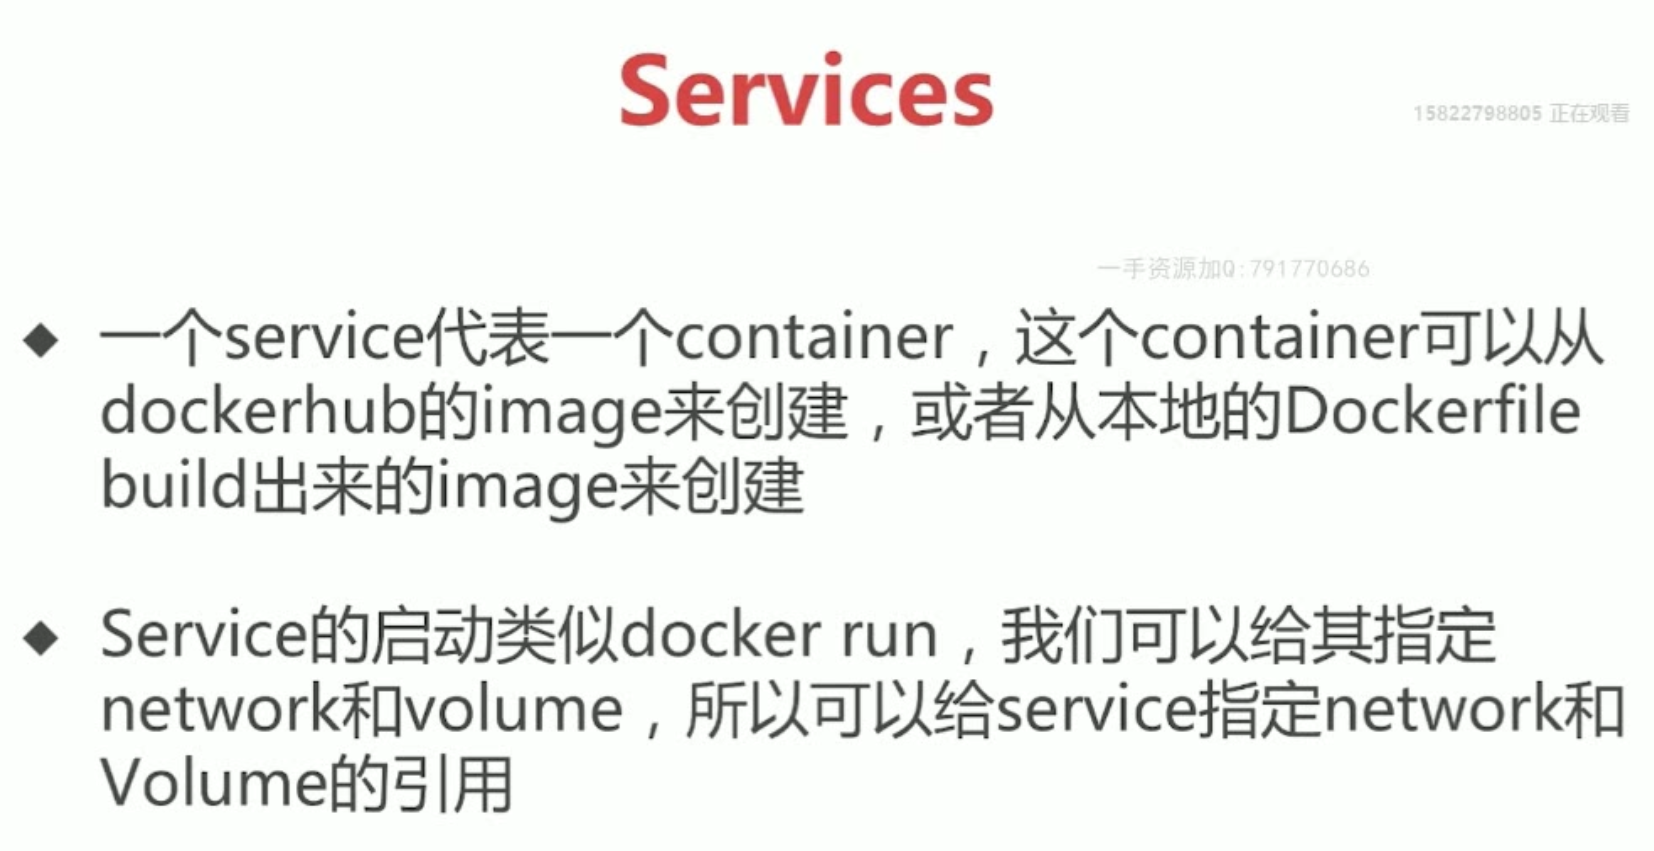 Services
15822798805 正在观看
一手资源加Q:791770686
◆ 一个service代表一个container，这个container可以从
dockerhub的image来创建，或者从本地的Dockerfile
build出来的image来创建
◆ Service的启动类似docker run，我们可以给其指定
network和volume，所以可以给service指定network和
Volume的引用